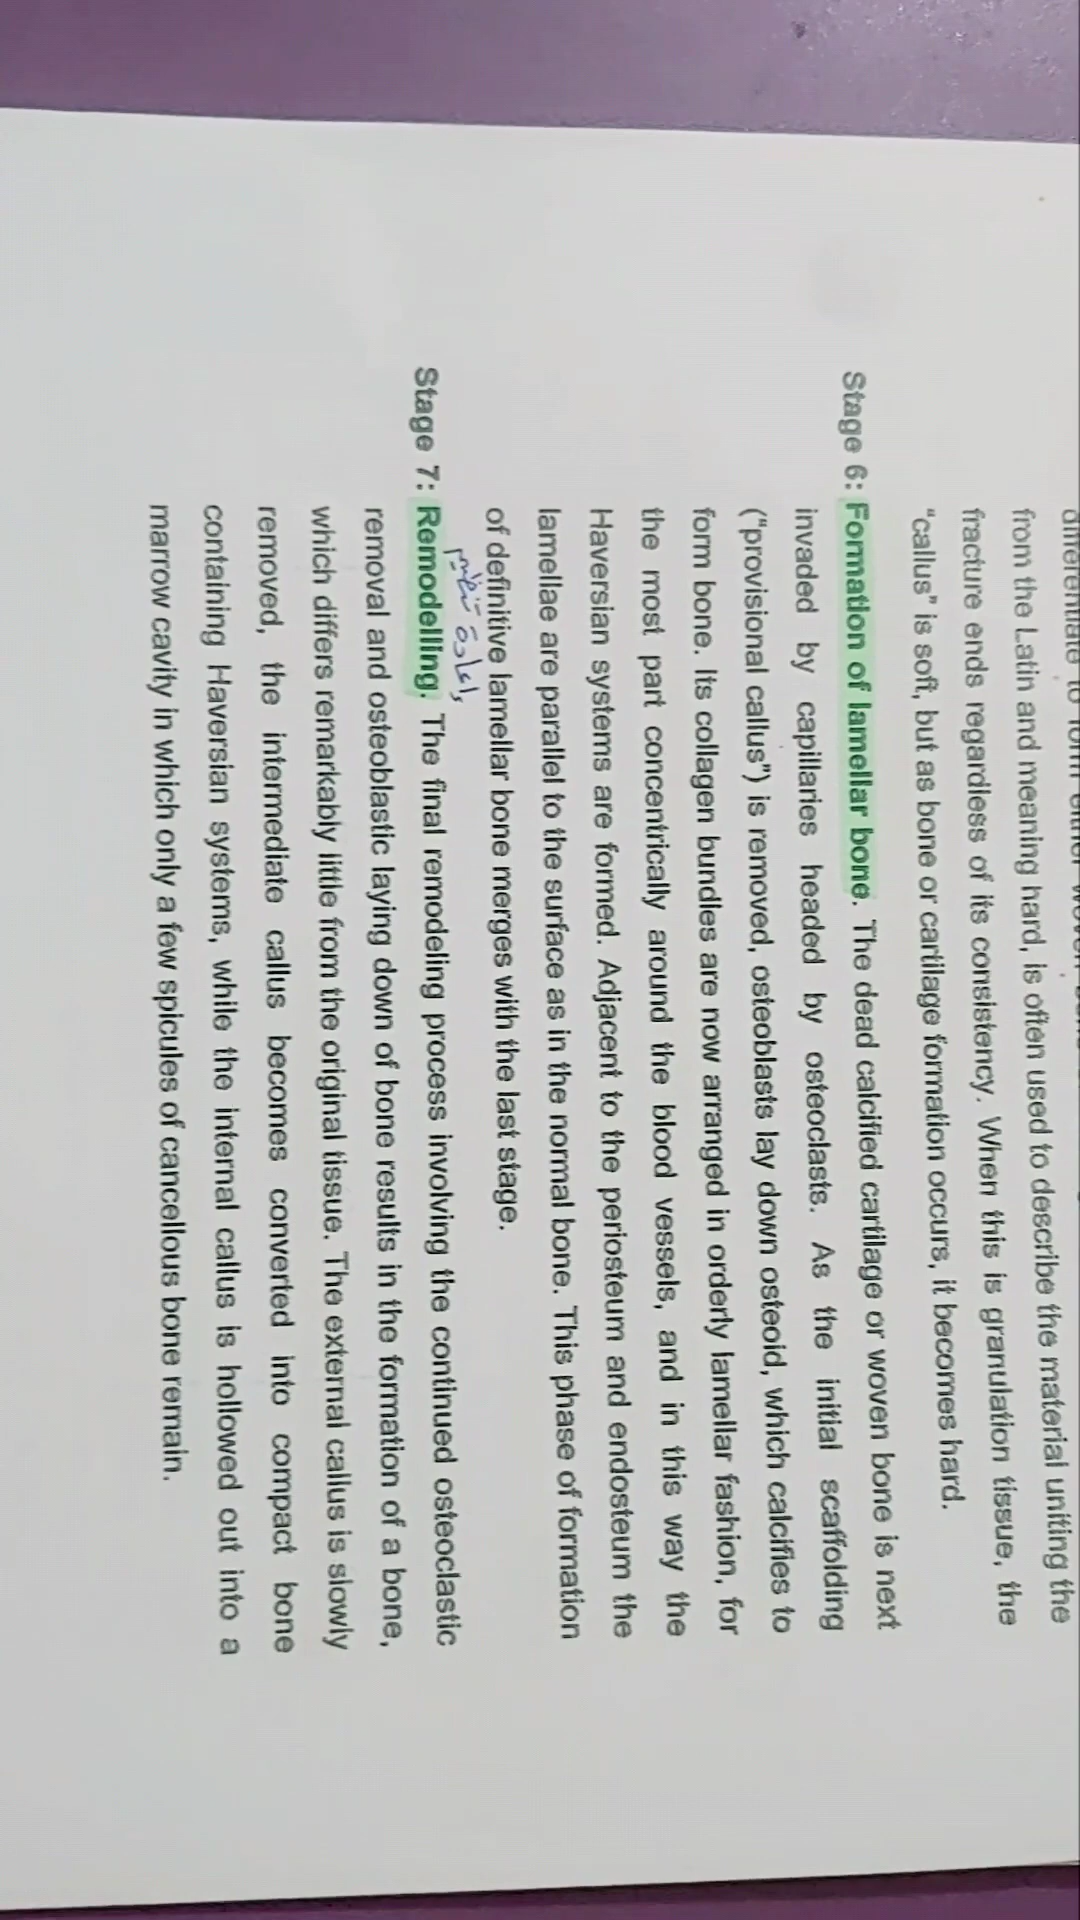 differentiate to form either woven
from the Latin and meaning hard, is often used to describe the material uniting the
fracture ends regardless of its consistency. When this is granulation tissue, the
“callus” is soft, but as bone or cartilage formation occurs, it becomes hard.
Stage 6: Formation of lamellar bone. The dead calcified cartilage or woven bone is next
invaded by capillaries headed by osteoclasts. As the initial scaffolding
(“provisional callus”) is removed, osteoblasts lay down osteoid, which calcifies to
form bone. Its collagen bundles are now arranged in orderly lamellar fashion, for
the most part concentrically around the blood vessels, and in this way the
Haversian systems are formed. Adjacent to the periosteum and endosteum the
lamellae are parallel to the surface as in the normal bone. This phase of formation
of definitive lamellar bone merges with the last stage.
إعادة تنظيم
Stage 7: Remodelling. The final remodeling process involving the continued osteoclastic
removal and osteoblastic laying down of bone results in the formation of a bone,
which differs remarkably little from the original tissue. The external callus is slowly
removed, the intermediate callus becomes converted into compact bone
containing Haversian systems, while the internal callus is hollowed out into a
marrow cavity in which only a few spicules of cancellous bone remain.